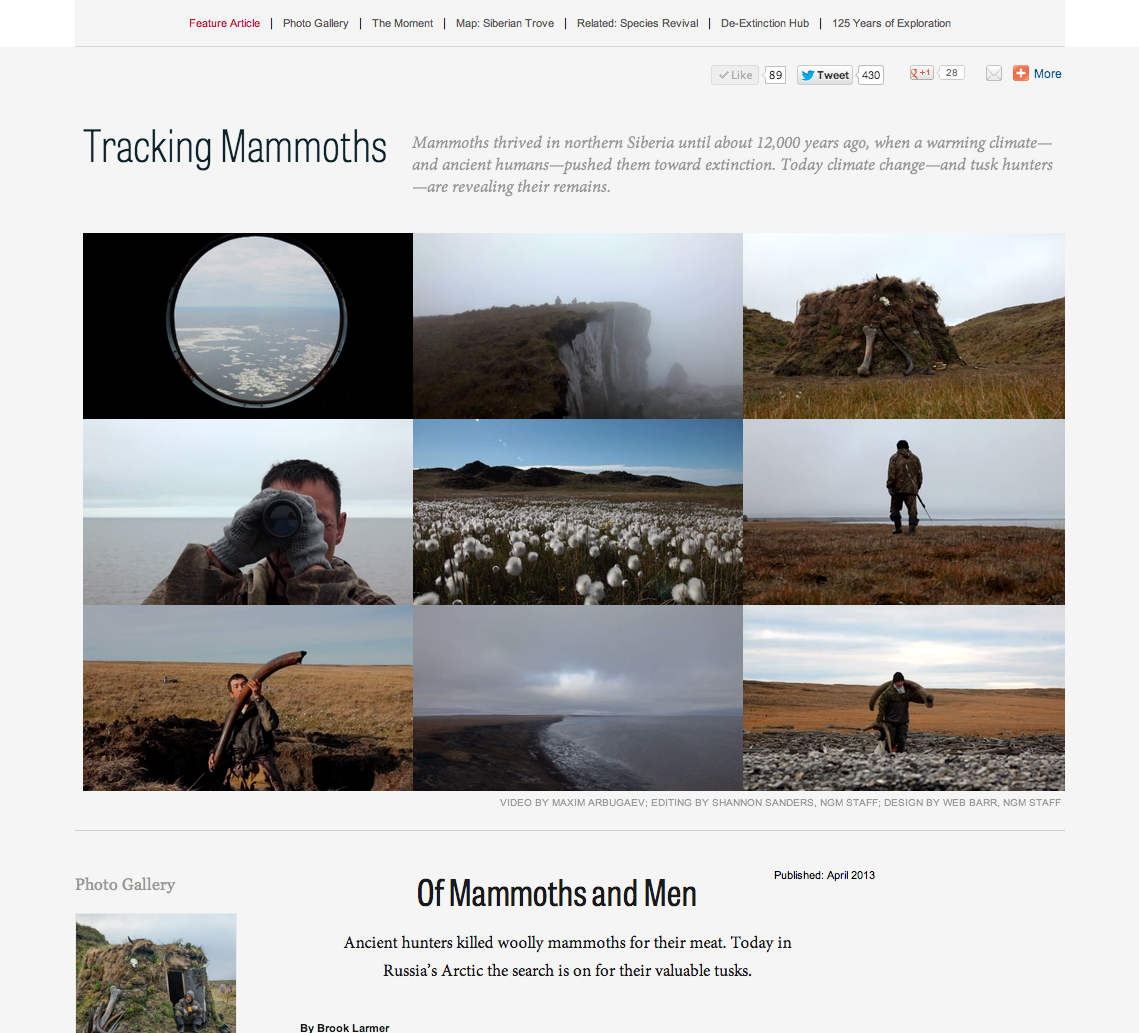 Feature Article | Photo Gallery | The Moment | Map: Siberian Trove | Related: Species Revival | De-Extinction Hub | 125 Years of Exploration
Like 89 Tweet 430 +1 28 More
Tracking Mammoths
Mammoths thrived in northern Siberia until about 12,000 years ago, when a warming climate—
and ancient humans—pushed them toward extinction. Today climate change—and tusk hunters
—are revealing their remains.
VIDEO BY MAXIM ARBUGAEV; EDITING BY SHANNON SANDERS, NGM STAFF; DESIGN BY WEB BARR, NGM STAFF
Photo Gallery
Of Mammoths and Men
Published: April 2013
Ancient hunters killed woolly mammoths for their meat. Today in
Russia’s Arctic the search is on for their valuable tusks.
By Brook Larmer